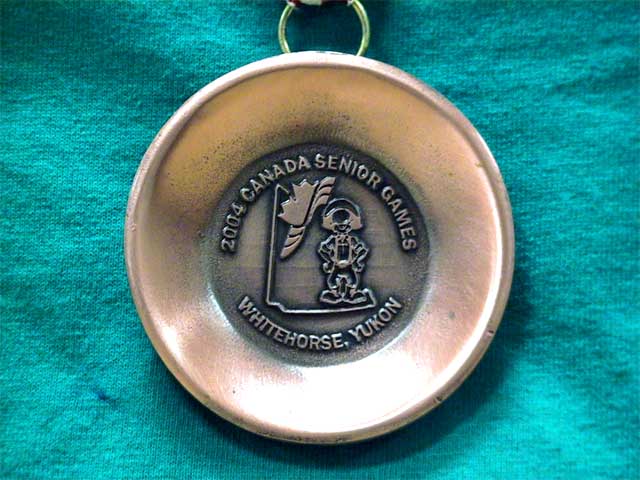 2004 CANADA SENIOR GAMES
WHITEHORSE, YUKON